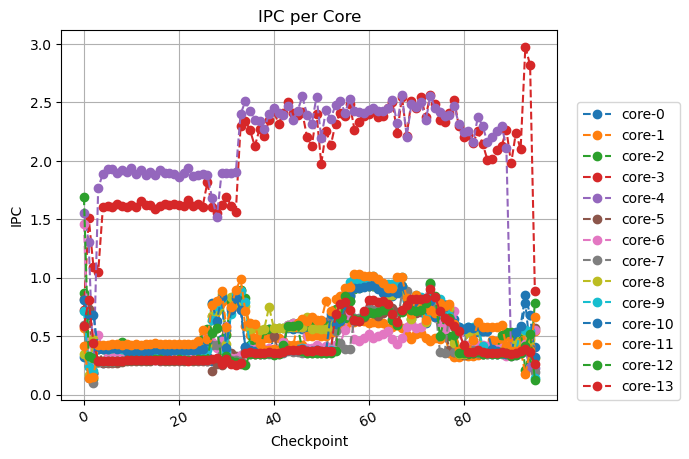 IPC per Core
IPC
3.0
2.5
2.0
1.5
1.0
0.5
0.0
0
20
40
60
80
Checkpoint
core-0
core-1
core-2
core-3
core-4
core-5
core-6
core-7
core-8
core-9
core-10
core-11
core-12
core-13